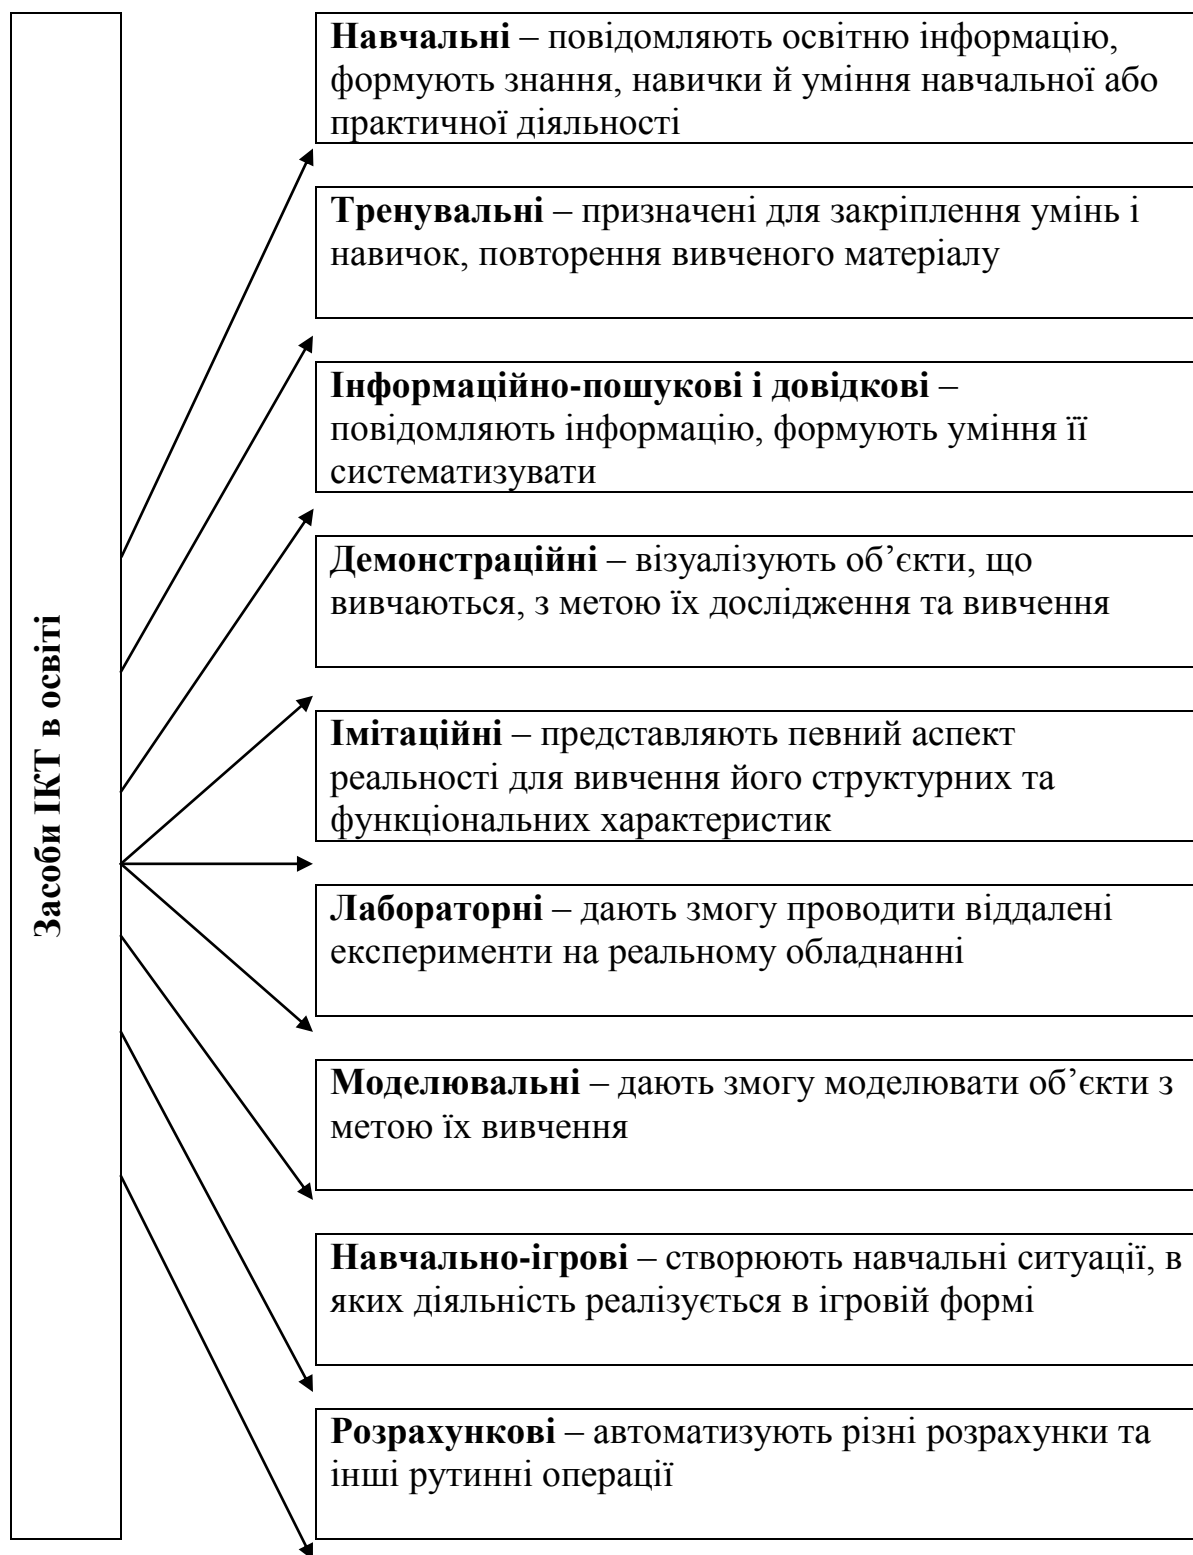 Засоби ІКТ в освіті
Навчальні – повідомляють освітню інформацію,
формують знання, навички й уміння навчальної або
практичної діяльності
Тренувальні – призначені для закріплення умінь і
навичок, повторення вивченого матеріалу
Інформаційно-пошукові і довідкові –
повідомляють інформацію, формують уміння її
систематизувати
Демонстраційні – візуалізують об’єкти, що
вивчаються, з метою їх дослідження та вивчення
Імітаційні – представляють певний аспект
реальності для вивчення його структурних та
функціональних характеристик
Лабораторні – дають змогу проводити віддалені
експерименти на реальному обладнанні
Моделювальні – дають змогу моделювати об’єкти з
метою їх вивчення
Навчально-ігрові – створюють навчальні ситуації, в
яких діяльність реалізується в ігровій формі
Розрахункові – автоматизують різні розрахунки та
інші рутинні операції